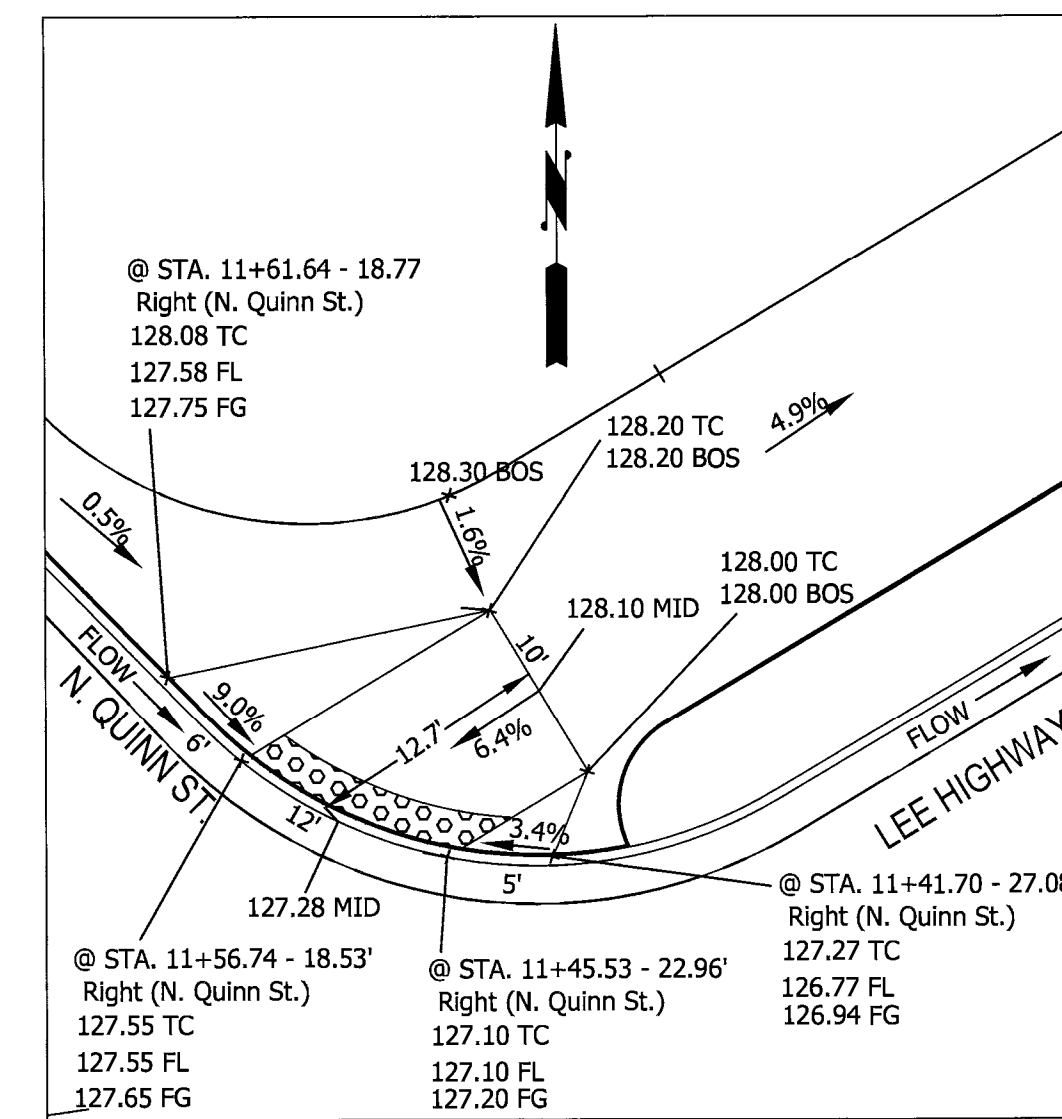 N
@ STA. 11+61.64 - 18.77
Right (N. Quinn St.)
128.08 TC
127.58 FL
127.75 FG
128.20 TC
128.20 BOS
4.9%
128.30 BOS
0.5%
1.6%
128.00 TC
128.00 BOS
128.10 MID
10'
FLOW
6'
9.0%
12.7'
6.4%
N. QUINN ST.
12'
3.4%
5'
FLOW
LEE HIGHWAY
127.28 MID
@ STA. 11+41.70 - 27.08
Right (N. Quinn St.)
127.27 TC
126.77 FL
126.94 FG
@ STA. 11+56.74 - 18.53'
Right (N. Quinn St.)
127.55 TC
127.55 FL
127.65 FG
@ STA. 11+45.53 - 22.96'
Right (N. Quinn St.)
127.10 TC
127.10 FL
127.20 FG